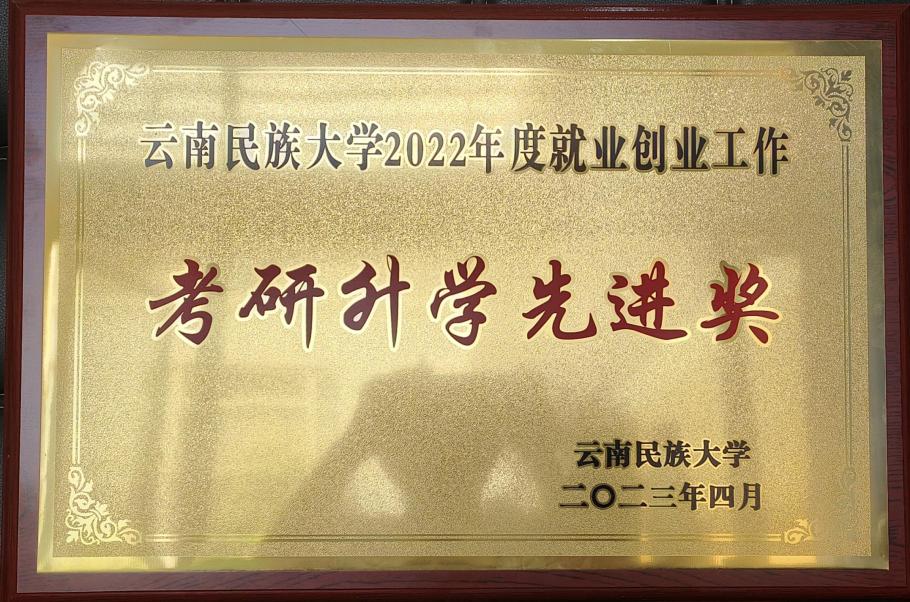 云南民族大学2022年度就业创业工作
考研升学先进奖
云南民族大学
二〇二三年四月